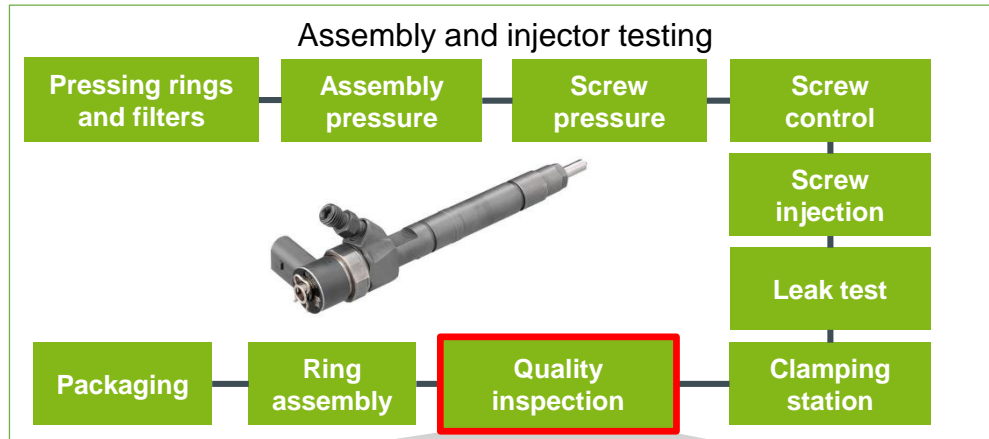 Assembly and injector testing
Pressing rings
and filters
Assembly
pressure
Screw
pressure
Screw
control
Screw
injection
Leak test
Clamping
station
Quality
inspection
Ring
assembly
Packaging